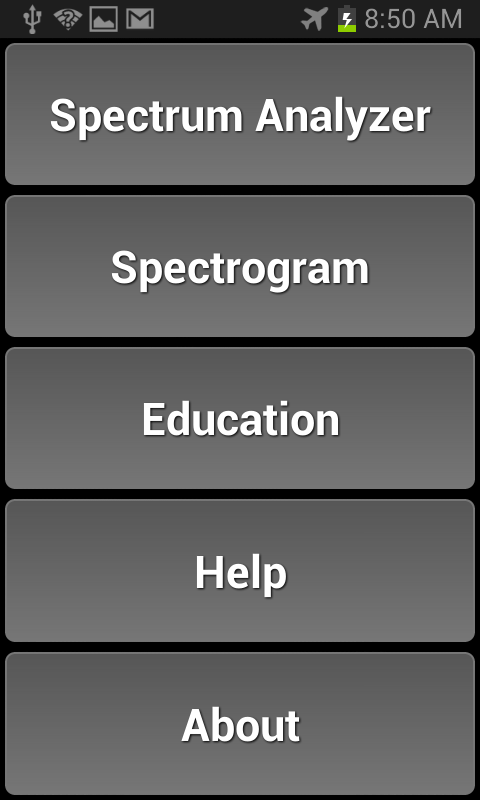 8:50 AM
Spectrum Analyzer
Spectrogram
Education
Help
About